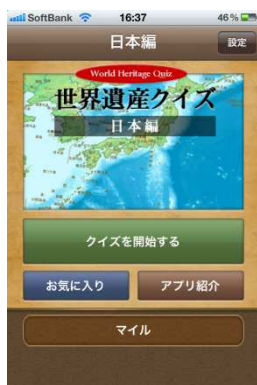 SoftBank 16:37 46%
日本編 設定
World Heritage Quiz
世界遺産クイズ
日本編
クイズを開始する
お気に入り アプリ紹介
マイル